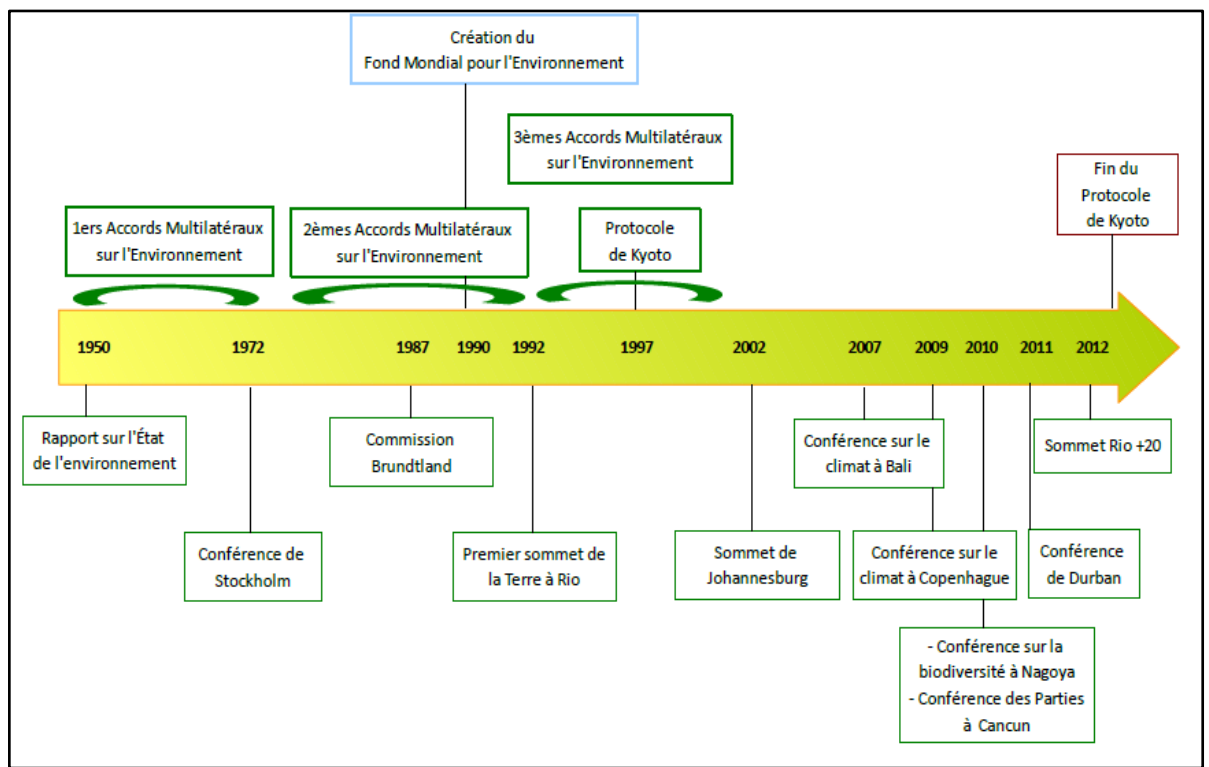 Création du
Fond Mondial pour l'Environnement
3èmes Accords Multilatéraux
sur l'Environnement
Fin du
Protocole
de Kyoto
1ers Accords Multilatéraux
sur l'Environnement
2èmes Accords Multilatéraux
sur l'Environnement
Protocole
de Kyoto
1950 1972 1987 1990 1992 1997 2002 2007 2009 2010 2011 2012
Rapport sur l'État
de l'environnement
Commission
Brundtland
Conférence sur le
climat à Bali
Sommet Rio +20
Conférence de
Stockholm
Premier sommet de
la Terre à Rio
Sommet de
Johannesburg
Conférence sur le
climat à Copenhague
Conférence
de Durban
- Conférence sur la
biodiversité à Nagoya
- Conférence des Parties
à Cancun